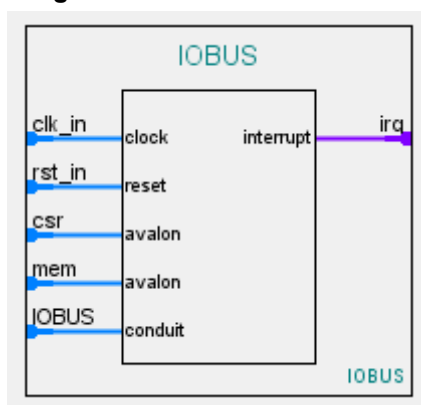 IOBUS
clk_in
clock
interrupt
irq
rst_in
reset
csr
avalon
mem
avalon
IOBUS
conduit
IOBUS